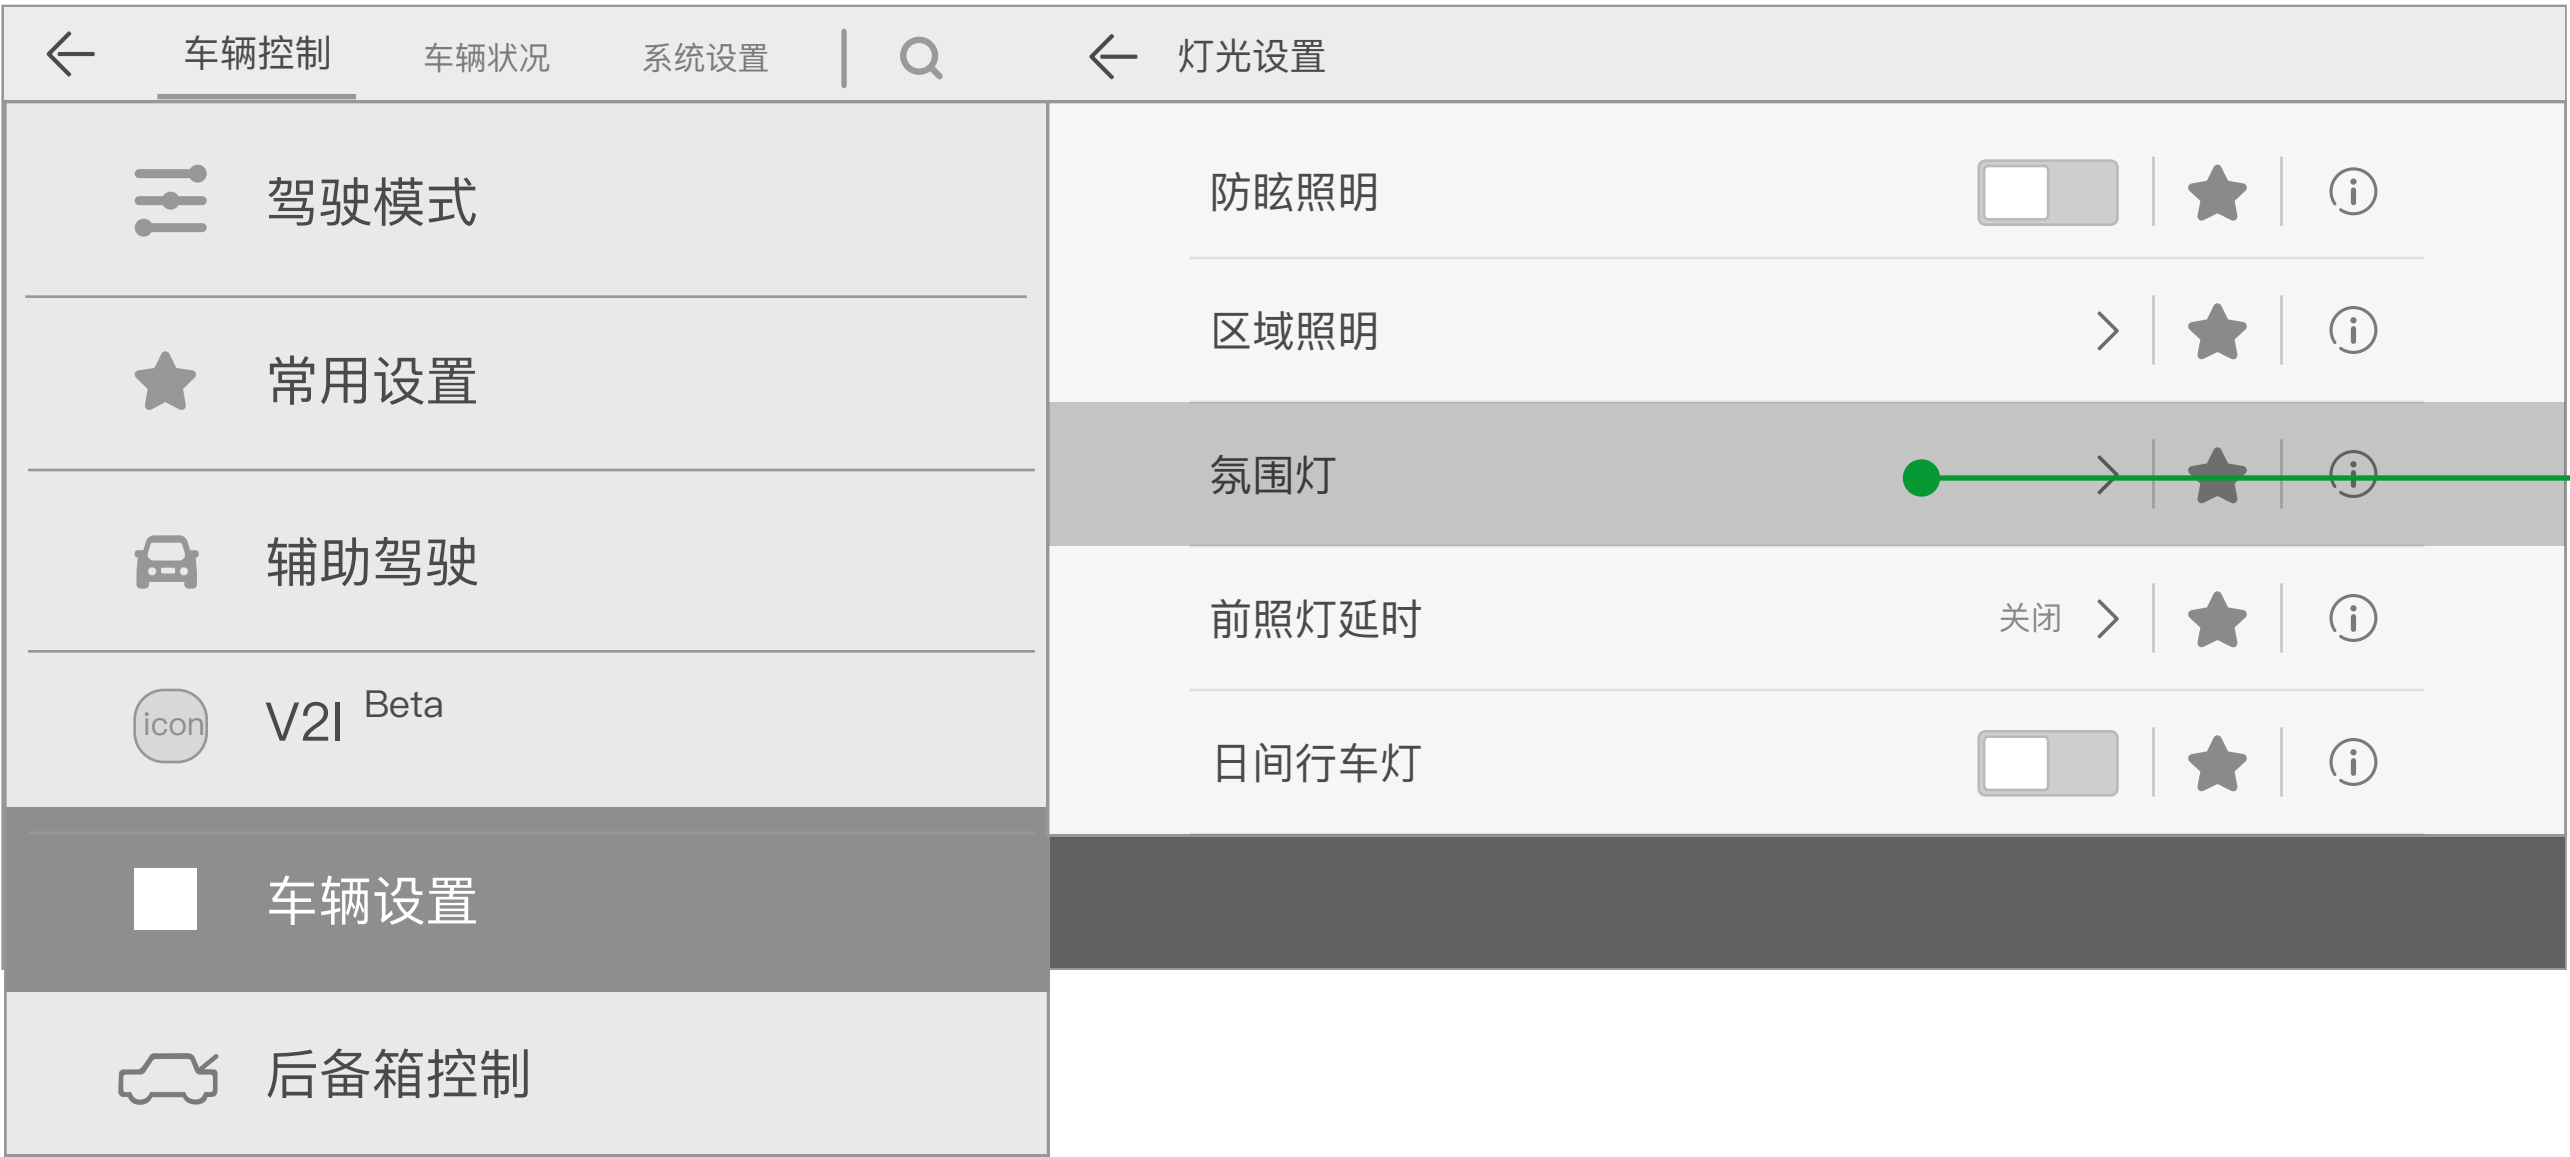 车辆控制
车辆状况
系统设置
灯光设置
驾驶模式
常用设置
辅助驾驶
icon
V2I Beta
车辆设置
后备箱控制
防眩照明
区域照明
氛围灯
前照灯延时
关闭
日间行车灯